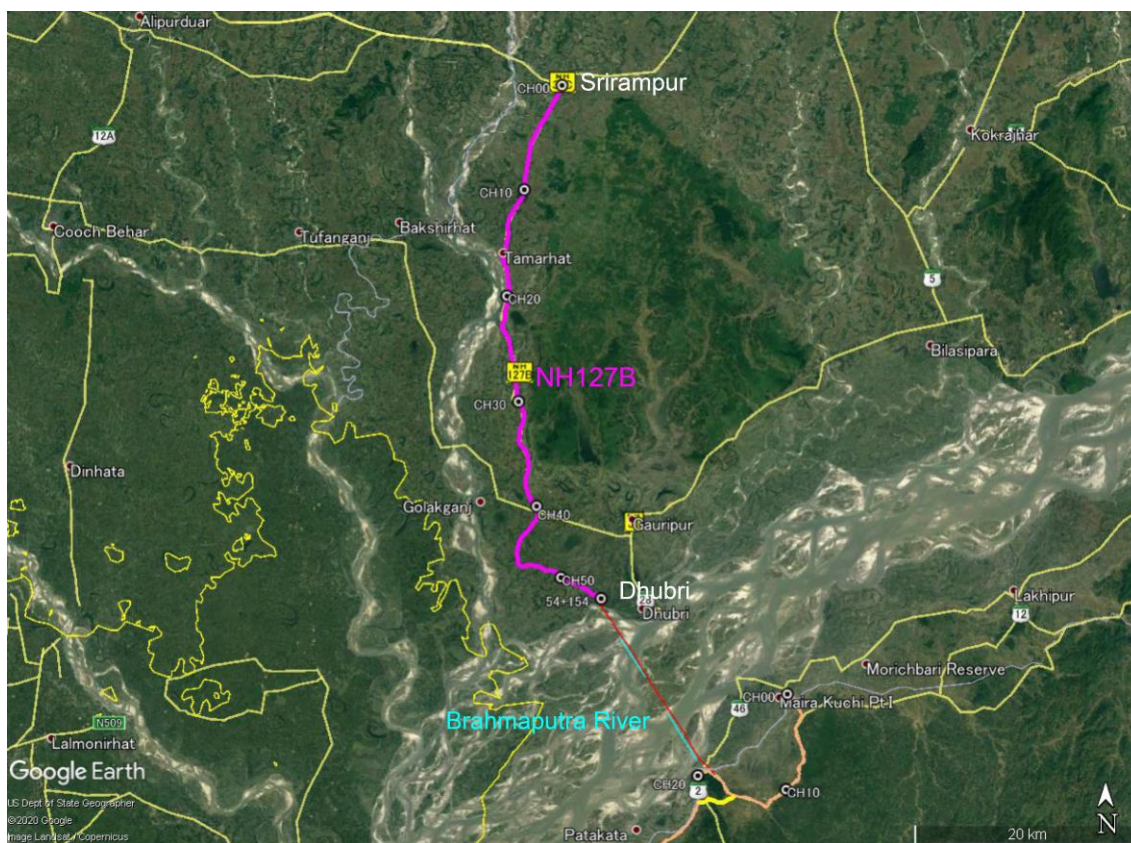 Alipurduar
CH00
Srirampur
12A
Kokrajhar
CH10
Cooch Behar
Tufanganj
Bakshirhat
Tamarhat
5
CH20
Bilasipara
127B
NH127B
CH30
Dinhata
Golakganj
CH40
Gauripur
CH50
Dhubri
54+154
Dhubri
Lakhipur
12
Morichbari Reserve
CH00
Maira Kuchi Pt I
46
N509
Brahmaputra River
Lalmonirhat
Google Earth
CH20
2
CH10
US Dept of State Geographer
©2020 Google
Image Landsat / Copernicus
Patakata
20 km
N